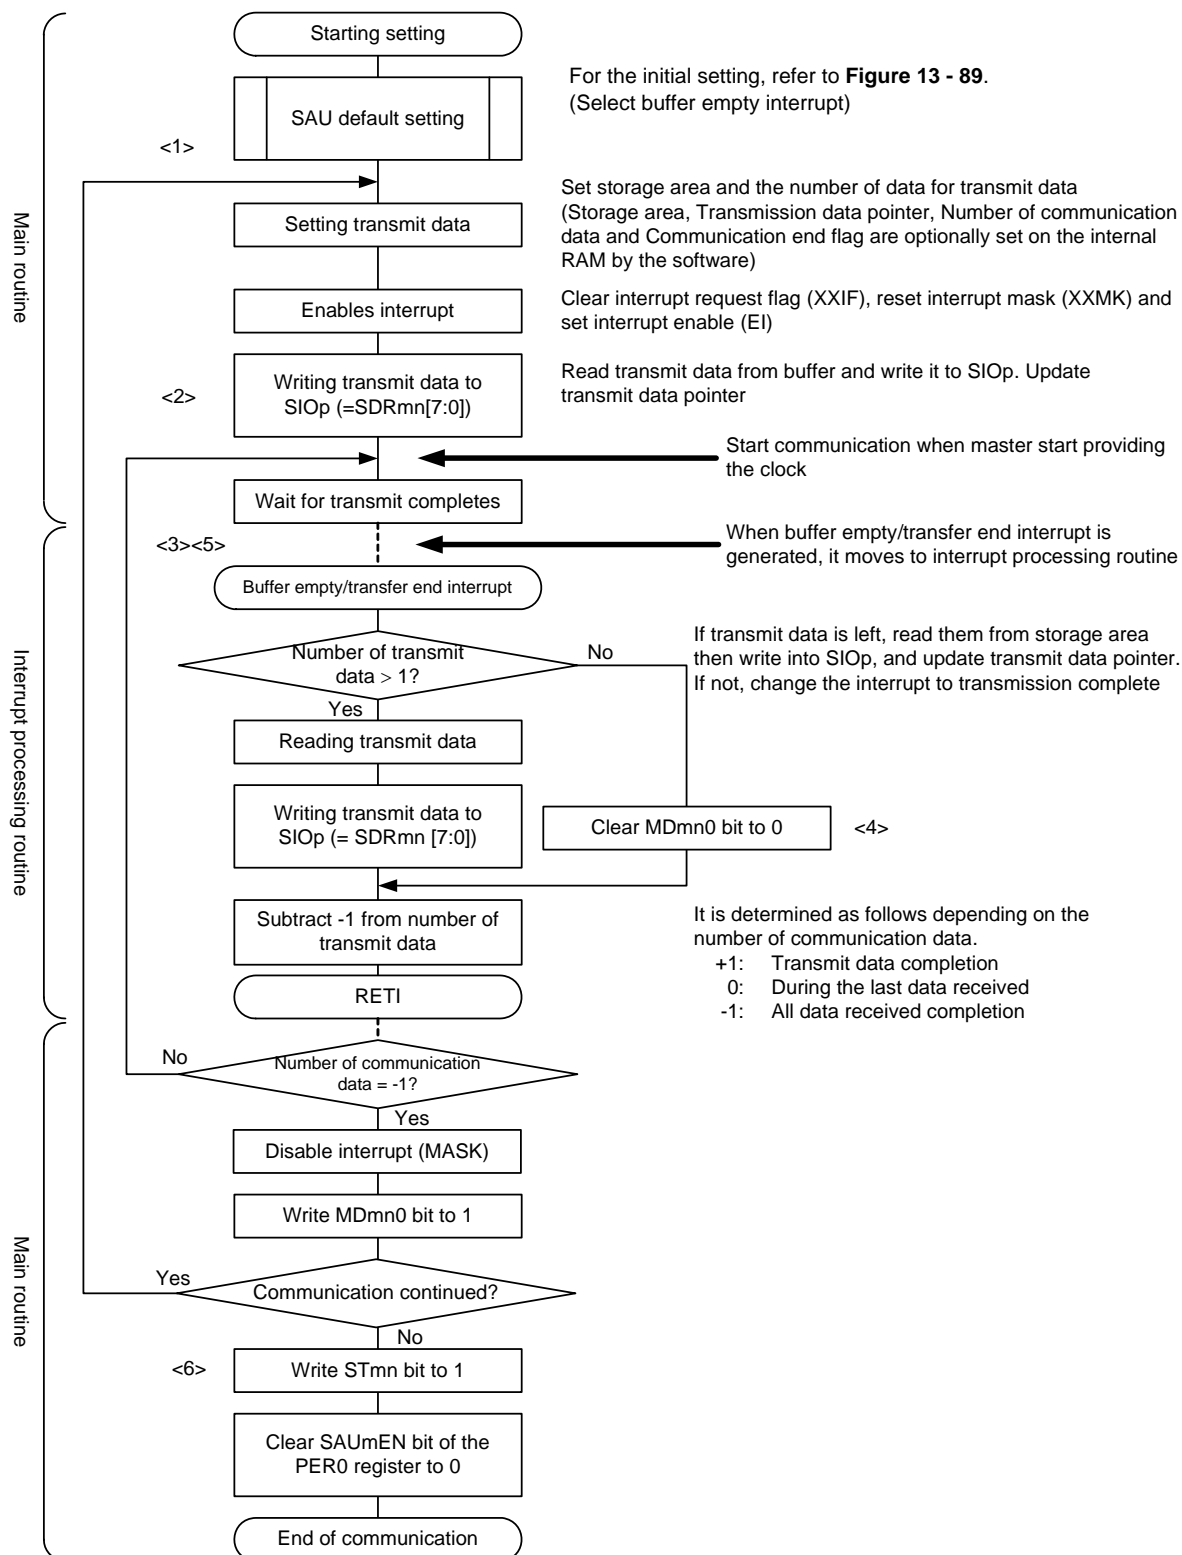 Starting setting
For the initial setting, refer to Figure 13 - 89.
(Select buffer empty interrupt)
SAU default setting
<1>
Main routine
Set storage area and the number of data for transmit data
(Storage area, Transmission data pointer, Number of communication
data and Communication end flag are optionally set on the internal
RAM by the software)
Setting transmit data
Clear interrupt request flag (XXIF), reset interrupt mask (XXMK) and
set interrupt enable (EI)
Enables interrupt
Read transmit data from buffer and write it to SIOp. Update
transmit data pointer
Writing transmit data to
SIOp (=SDRmn[7:0])
<2>
Start communication when master start providing
the clock
Wait for transmit completes
<3><5>
When buffer empty/transfer end interrupt is
generated, it moves to interrupt processing routine
Buffer empty/transfer end interrupt
Interrupt processing routine
Number of transmit
data > 1?
No
If transmit data is left, read them from storage area
then write into SIOp, and update transmit data pointer.
If not, change the interrupt to transmission complete
Yes
Reading transmit data
Writing transmit data to
SIOp (= SDRmn [7:0])
Clear MDmn0 bit to 0
<4>
Subtract -1 from number of
transmit data
It is determined as follows depending on the
number of communication data.
+1: Transmit data completion
0: During the last data received
-1: All data received completion
RETI
No
Number of communication
data = -1?
Yes
Disable interrupt (MASK)
Write MDmn0 bit to 1
Main routine
Yes
Communication continued?
No
<6>
Write STmn bit to 1
Clear SAUmEN bit of the
PER0 register to 0
End of communication